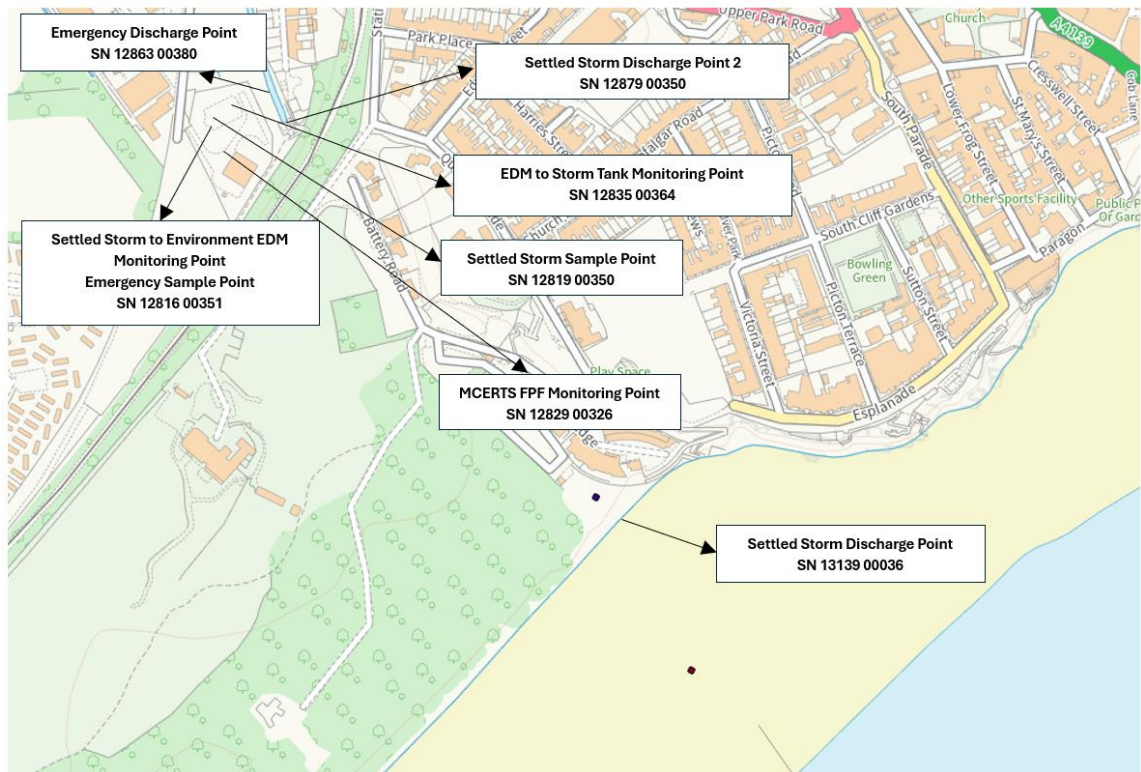 Emergency Discharge Point
SN 12863 00380
Settled Storm Discharge Point 2
SN 12879 00350
EDM to Storm Tank Monitoring Point
SN 12835 00364
Settled Storm to Environment EDM
Monitoring Point
Emergency Sample Point
SN 12816 00351
Settled Storm Sample Point
SN 12819 00350
MCERTS FPF Monitoring Point
SN 12829 00326
Settled Storm Discharge Point
SN 13139 00036
Upper Park Road
Park Place
Church
A4139
Cresswell Street
Cob Lane
South Parade
Lower Frog Street
St Mary's Street
Harries Street
Other Sports Facility
Public P
Or Gard
Paragon
South Cliff Gardens
Bowling
Green
Sutton Street
Picton Terrace
Victoria Street
Esplanade
Battery Road
Play Space